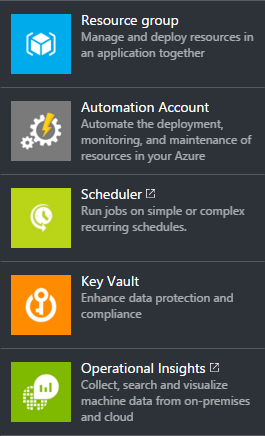 Resource group
Manage and deploy resources in
an application together
Automation Account
Automate the deployment,
monitoring, and maintenance of
resources in your Azure
Scheduler
Run jobs on simple or complex
recurring schedules.
Key Vault
Enhance data protection and
compliance
Operational Insights
Collect, search and visualize
machine data from on-premises
and cloud